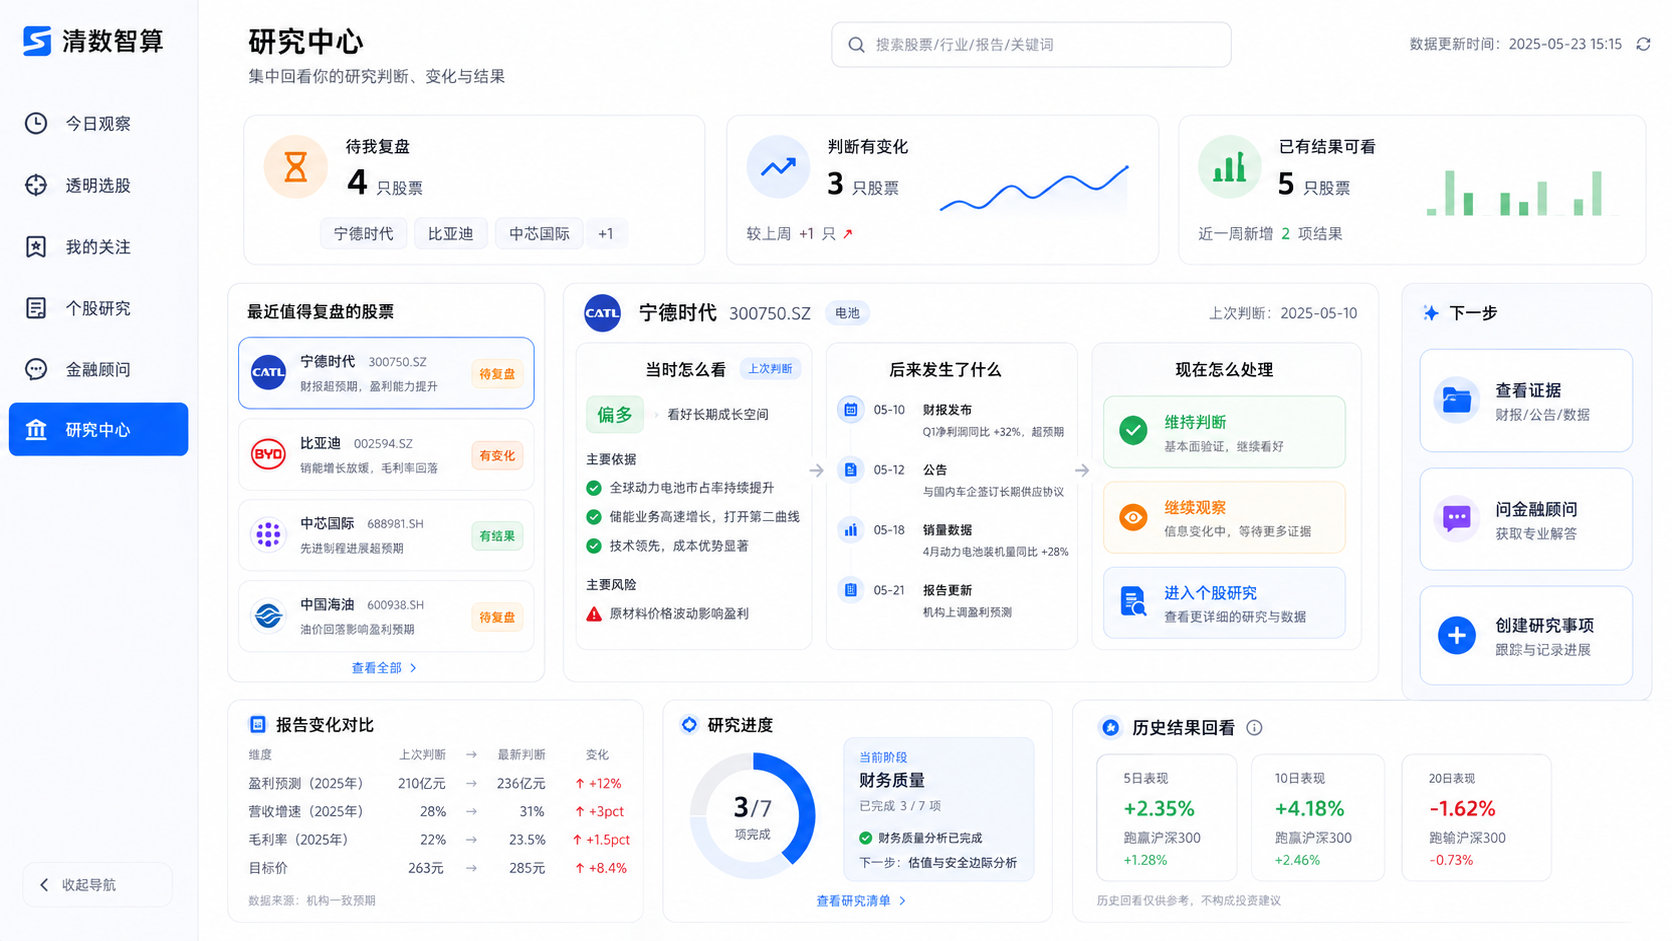 清数智算
今日观察
透明选股
我的关注
个股研究
金融顾问
研究中心
收起导航
研究中心
集中回看你的研究判断、变化与结果
搜索股票/行业/报告/关键词
数据更新时间：2025-05-23 15:15
待我复盘
4 只股票
宁德时代 比亚迪 中芯国际 +1
判断有变化
3 只股票
较上周 +1 只
已有结果可看
5 只股票
近一周新增 2 项结果
最近值得复盘的股票
CATL
宁德时代 300750.SZ
财报超预期，盈利能力提升
待复盘
BYD
比亚迪 002594.SZ
销能增长放缓，毛利率回落
有变化
中芯国际 688981.SH
先进制程进展超预期
有结果
中国海油 600938.SH
油价回落影响盈利预期
待复盘
查看全部 >
CATL 宁德时代 300750.SZ 电池
上次判断：2025-05-10
当时怎么看 上次判断
偏多 › 看好长期成长空间
主要依据
全球动力电池市占率持续提升
储能业务高速增长，打开第二曲线
技术领先，成本优势显著
主要风险
原材料价格波动影响盈利
→
后来发生了什么
05-10 财报发布
Q1净利润同比 +32%，超预期
05-12 公告
与国内车企签订长期供应协议
05-18 销量数据
4月动力电池装机量同比 +28%
05-21 报告更新
机构上调盈利预测
→
现在怎么处理
维持判断
基本面验证，继续看好
继续观察
信息变化中，等待更多证据
进入个股研究
查看更详细的研究与数据
下一步
查看证据
财报/公告/数据
问金融顾问
获取专业解答
创建研究事项
跟踪与记录进展
报告变化对比
维度 上次判断 → 最新判断 变化
盈利预测（2025年） 210亿元 → 236亿元 ↑ +12%
营收增速（2025年） 28% → 31% ↑ +3pct
毛利率（2025年） 22% → 23.5% ↑ +1.5pct
目标价 263元 → 285元 ↑ +8.4%
数据来源：机构一致预期
研究进度
3/7
项完成
当前阶段
财务质量
已完成 3 / 7 项
财务质量分析已完成
下一步：估值与安全边际分析
查看研究清单 >
历史结果回看
5日表现
+2.35%
跑赢沪深300
+1.28%
10日表现
+4.18%
跑赢沪深300
+2.46%
20日表现
-1.62%
跑输沪深300
-0.73%
历史回看仅供参考，不构成投资建议